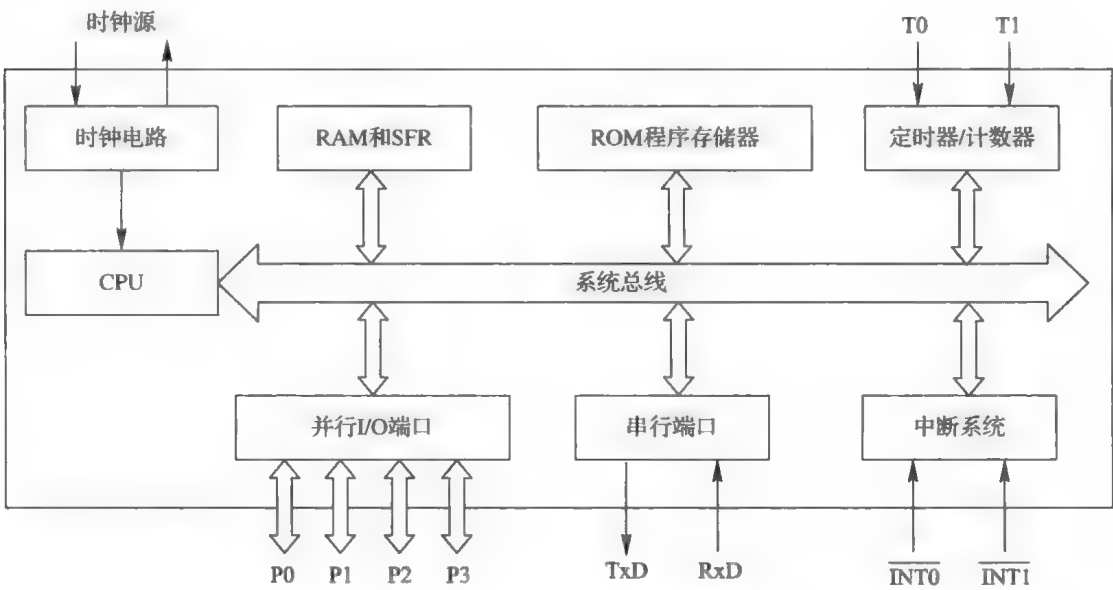 时钟源
T0
T1
时钟电路
RAM和SFR
ROM程序存储器
定时器/计数器
CPU
系统总线
并行I/O端口
串行端口
中断系统
P0
P1
P2
P3
TxD
RxD
I̅N̅T̅0̅
I̅N̅T̅1̅